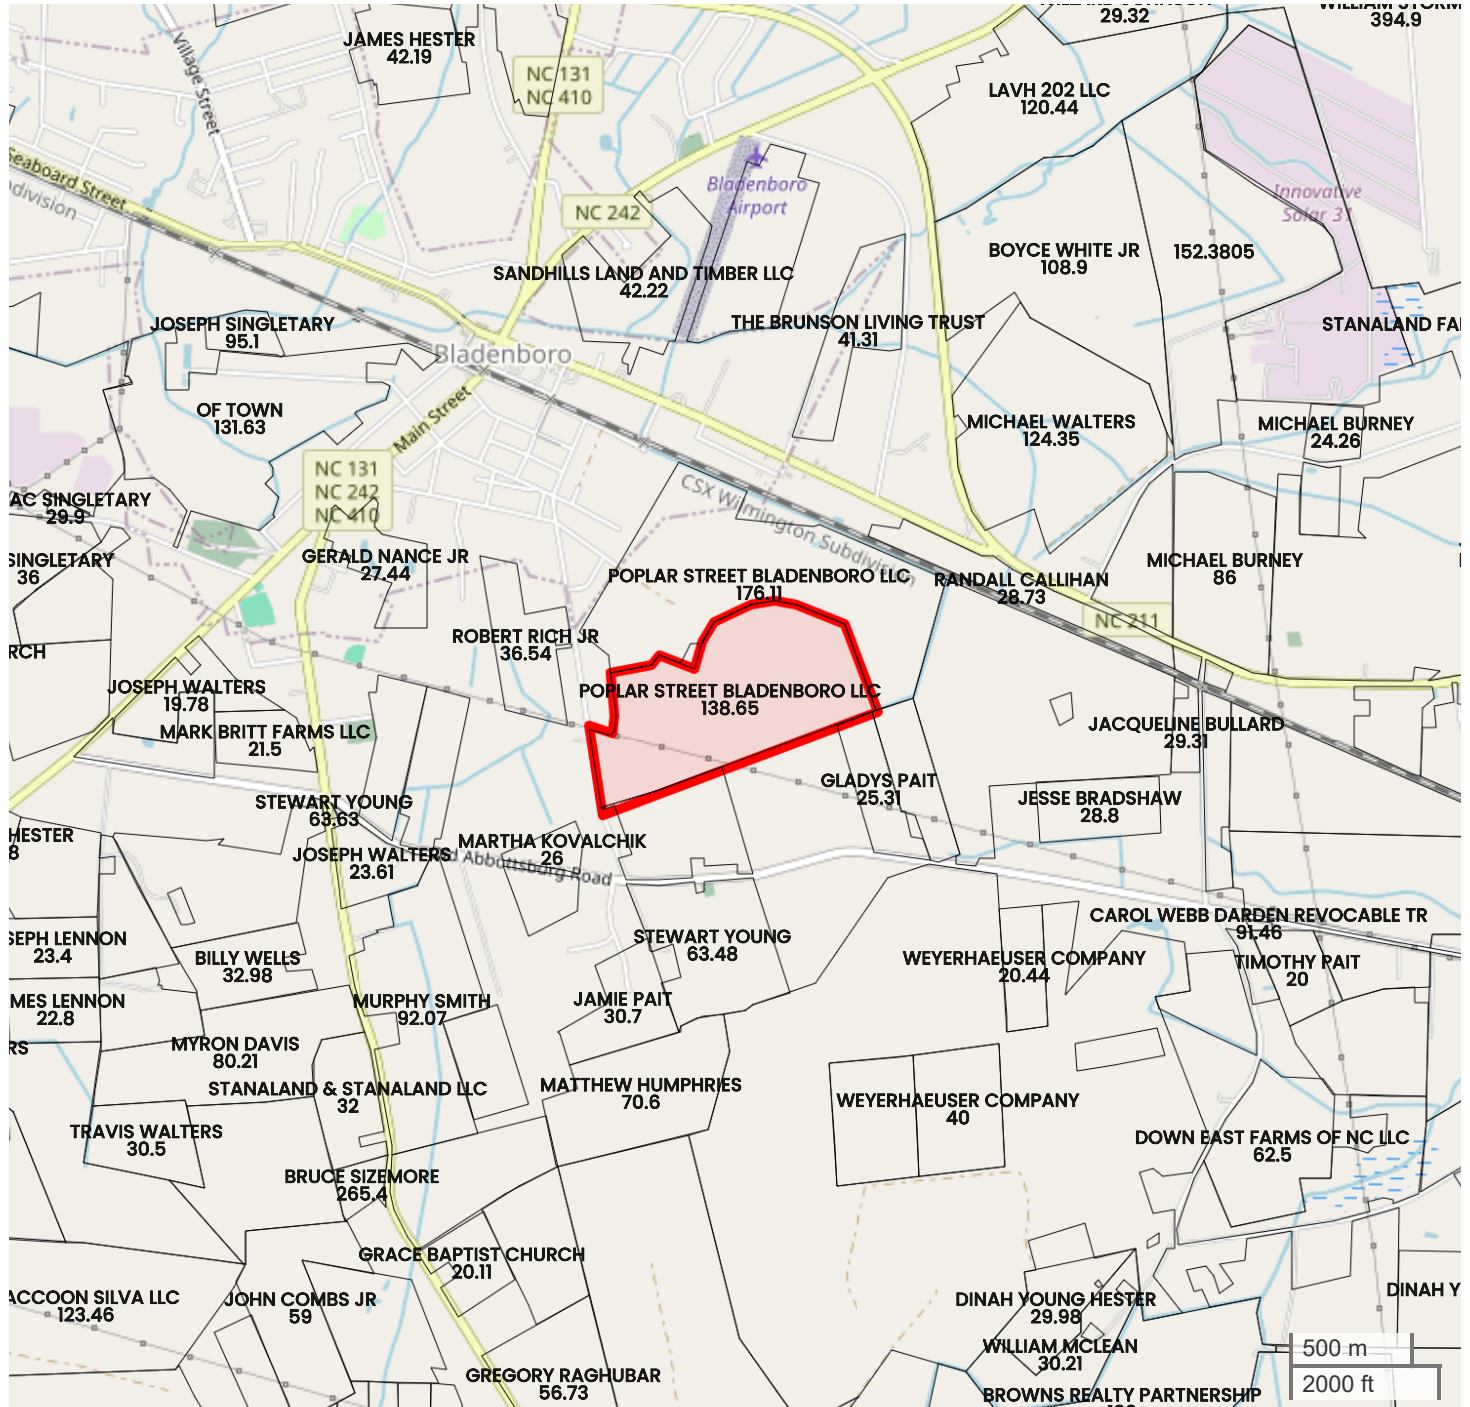 29.32
394.9
JAMES HESTER
42.19
Village Street
NC 131
NC 410
LAVH 202 LLC
120.44
Seaboard Street
Bladenboro
Airport
Innovative
Solar 31
NC 242
BOYCE WHITE JR
108.9
152.3805
SANDHILLS LAND AND TIMBER LLC
42.22
JOSEPH SINGLETARY
95.1
THE BRUNSON LIVING TRUST
41.31
STANALAND FA
Bladenboro
OF TOWN
131.63
Main Street
MICHAEL WALTERS
124.35
MICHAEL BURNEY
24.26
NC 131
NC 242
NC 410
CSX Wilmington Subdivision
AC SINGLETARY
29.9
SINGLETARY
36
GERALD NANCE JR
27.44
POPLAR STREET BLADENBORO LLC
176.11
RANDALL CALLIHAN
28.73
MICHAEL BURNEY
86
NC 211
ROBERT RICH JR
36.54
RCH
JOSEPH WALTERS
19.78
POPLAR STREET BLADENBORO LLC
138.65
MARK BRITT FARMS LLC
21.5
JACQUELINE BULLARD
29.31
GLADYS PAIT
25.31
STEWART YOUNG
63.63
JESSE BRADSHAW
28.8
HESTER
8
MARTHA KOVALCHIK
26
JOSEPH WALTERS
23.61
Abbottsburg Road
SEPH LENNON
23.4
CAROL WEBB DARDEN REVOCABLE TR
91.46
STEWART YOUNG
63.48
BILLY WELLS
32.98
WEYERHAEUSER COMPANY
20.44
TIMOTHY PAIT
20
MES LENNON
22.8
MURPHY SMITH
92.07
JAMIE PAIT
30.7
RS
MYRON DAVIS
80.21
STANALAND & STANALAND LLC
32
MATTHEW HUMPHRIES
70.6
WEYERHAEUSER COMPANY
40
TRAVIS WALTERS
30.5
DOWN EAST FARMS OF NC LLC
62.5
BRUCE SIZEMORE
265.4
GRACE BAPTIST CHURCH
20.11
ACCOON SILVA LLC
123.46
JOHN COMBS JR
59
DINAH YOUNG HESTER
29.98
DINAH Y
WILLIAM MCLEAN
30.21
GREGORY RAGHUBAR
56.73
BROWNS REALTY PARTNERSHIP
500 m
2000 ft